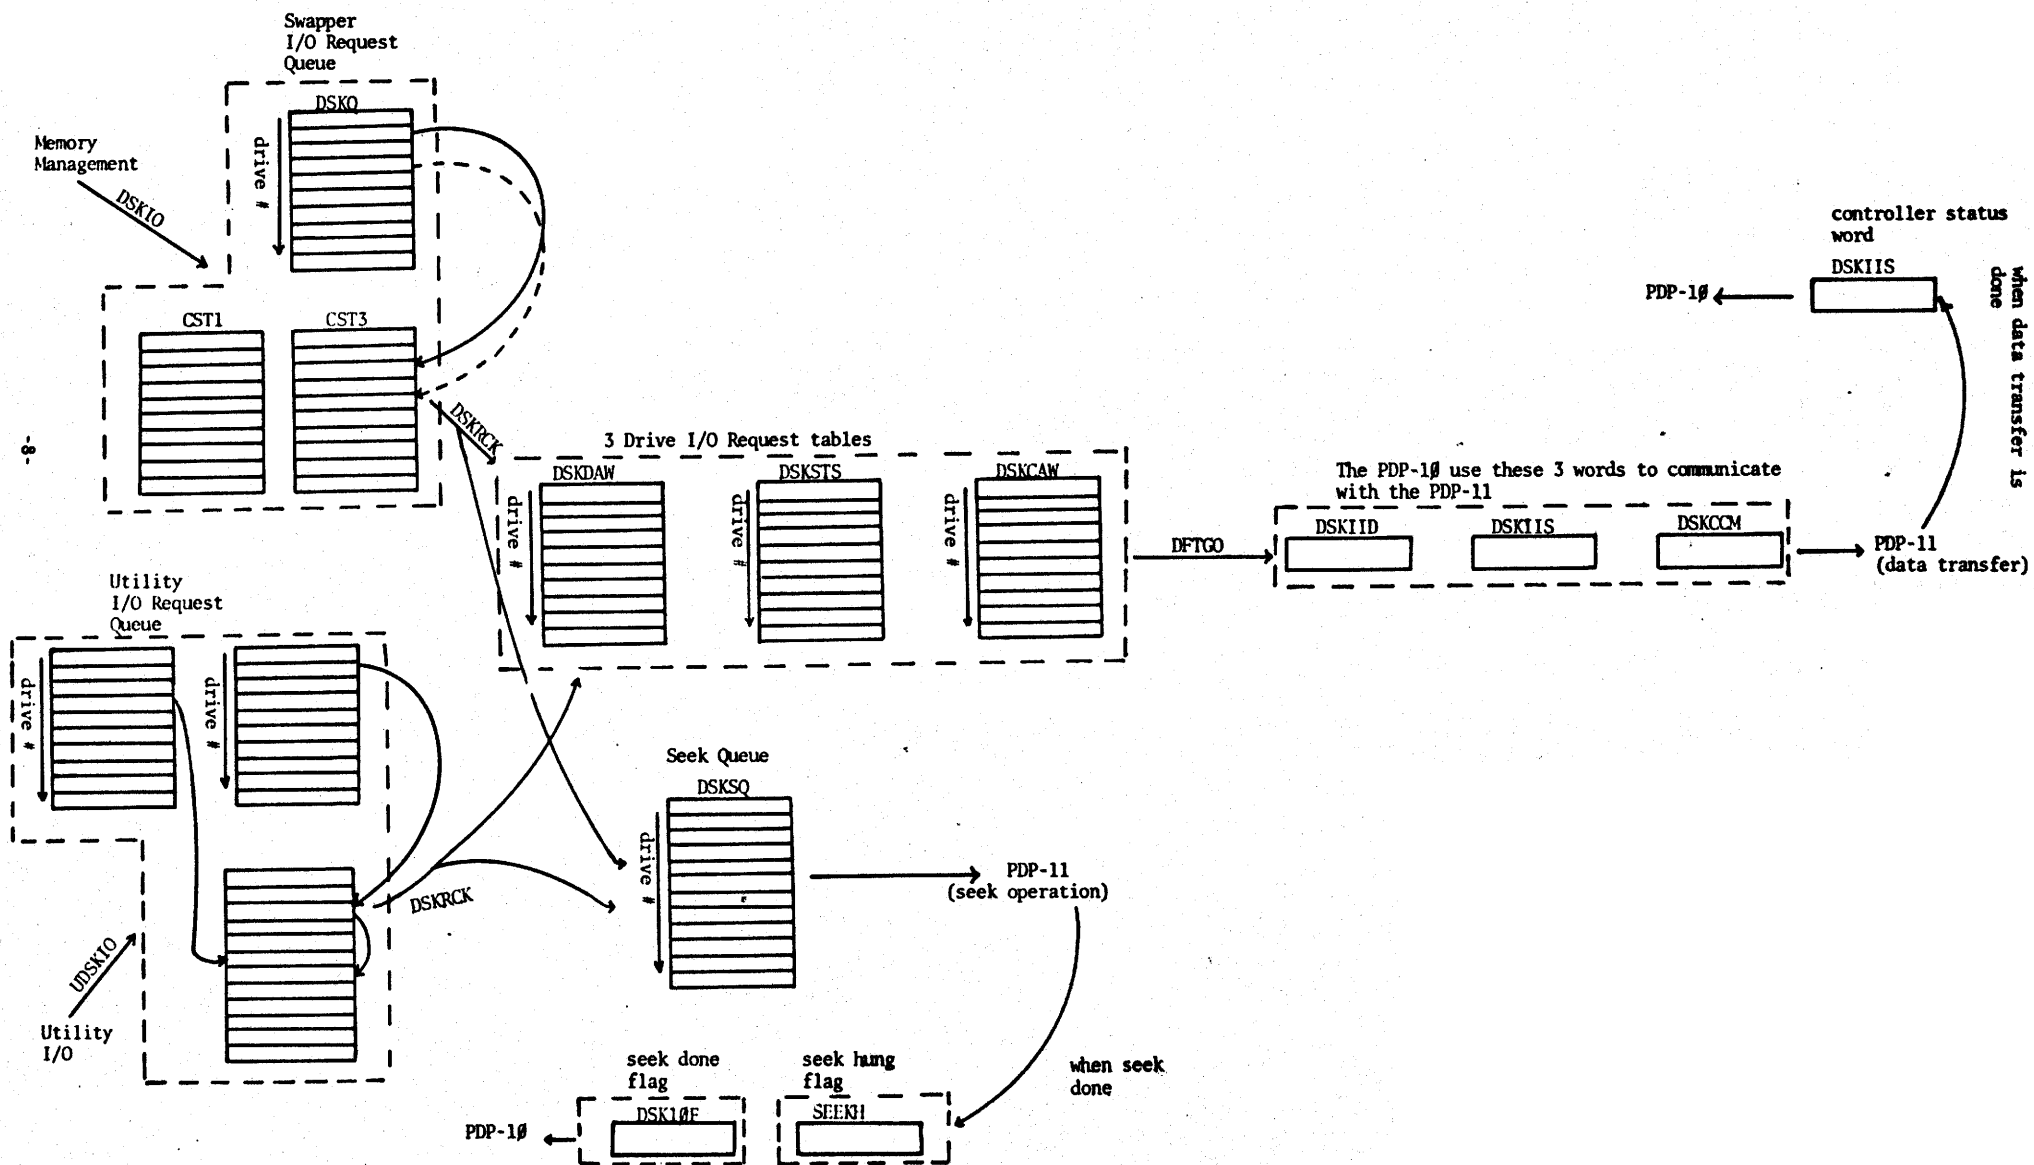 Swapper
I/O Request
Queue
DSKQ
drive #
Memory
Management
DSKIO
CST1
CST3
DSKRCK
-8-
3 Drive I/O Request tables
DSKDAW
DSKSTS
DSKCAW
drive #
drive #
drive #
DFTGO
The PDP-1Ø use these 3 words to communicate
with the PDP-11
DSKIID
DSKIIS
DSKCCM
PDP-11
(data transfer)
controller status
word
DSKIIS
PDP-1Ø
when data transfer is
done
Utility
I/O Request
Queue
drive #
drive #
DSKRCK
UDSKIO
Utility
I/O
Seek Queue
DSKSQ
drive #
PDP-11
(seek operation)
when seek
done
seek done
flag
DSK1ØF
seek hung
flag
SEEKH
PDP-1Ø